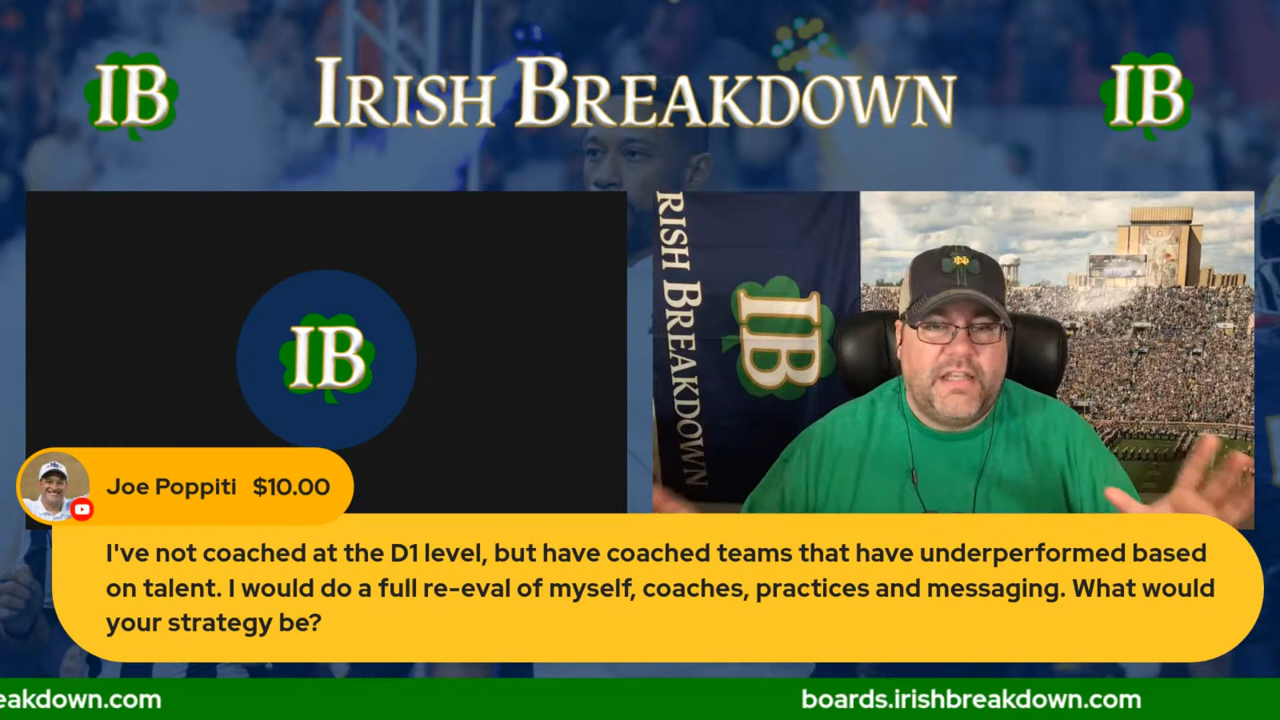 IB
IRISH BREAKDOWN
IB
RISH BREAKDOWN
IB
IB
Joe Poppiti $10.00
I've not coached at the D1 level, but have coached teams that have underperformed based
on talent. I would do a full re-eval of myself, coaches, practices and messaging. What would
your strategy be?
eakdown.com
boards.irishbreakdown.com